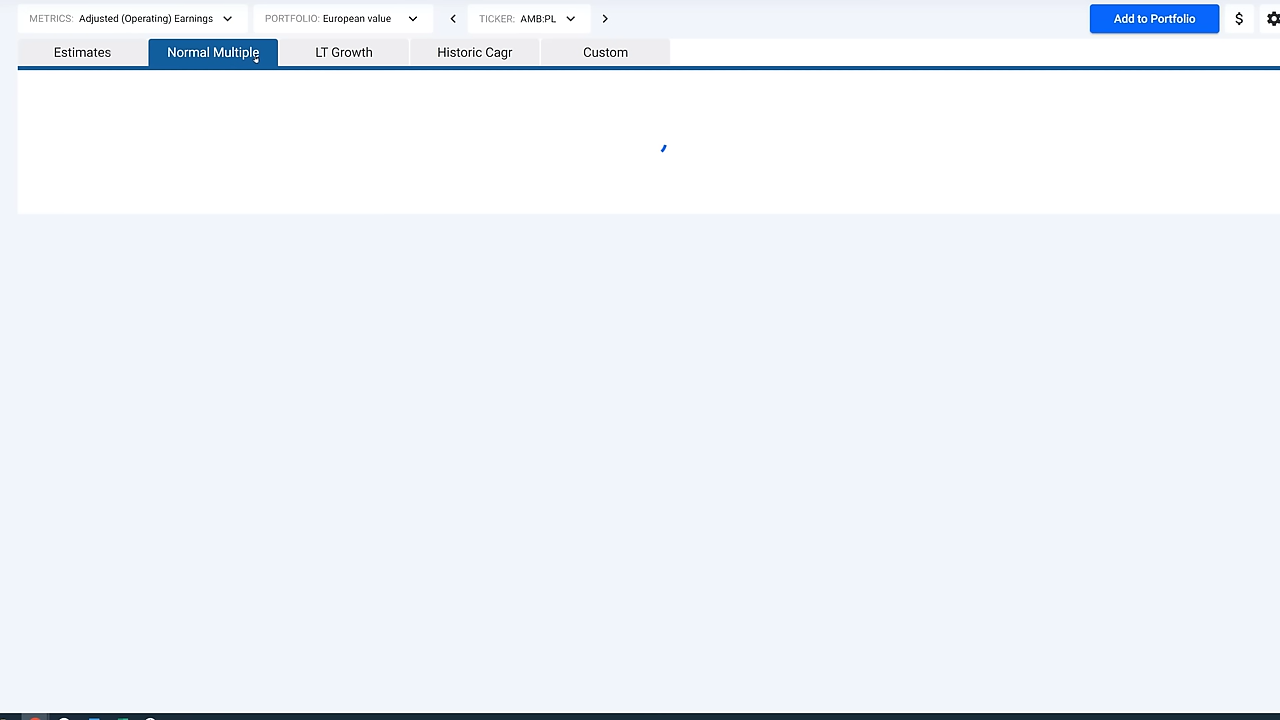 METRICS: Adjusted (Operating) Earnings PORTFOLIO: European value TICKER: AMB:PL Add to Portfolio $
Estimates Normal Multiple LT Growth Historic Cagr Custom